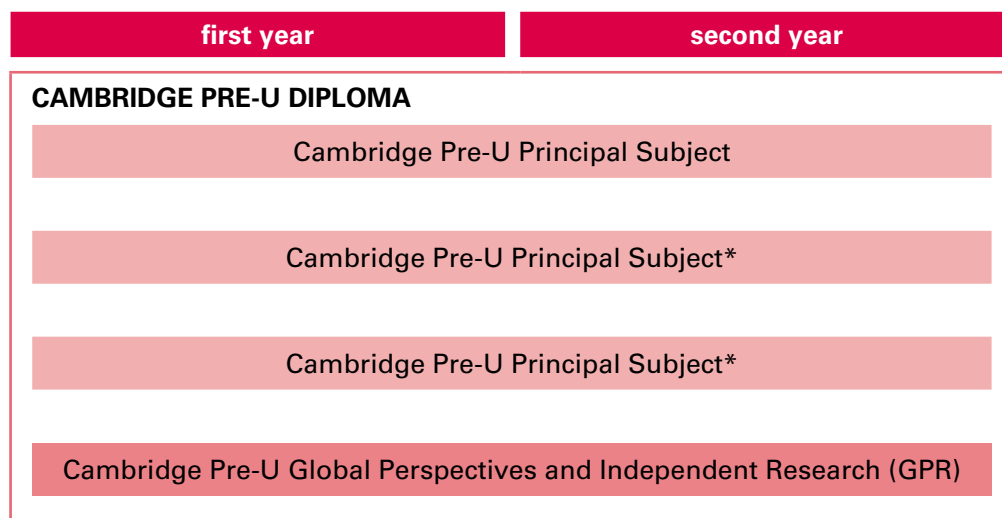 first year
second year
CAMBRIDGE PRE-U DIPLOMA
Cambridge Pre-U Principal Subject
Cambridge Pre-U Principal Subject*
Cambridge Pre-U Principal Subject*
Cambridge Pre-U Global Perspectives and Independent Research (GPR)